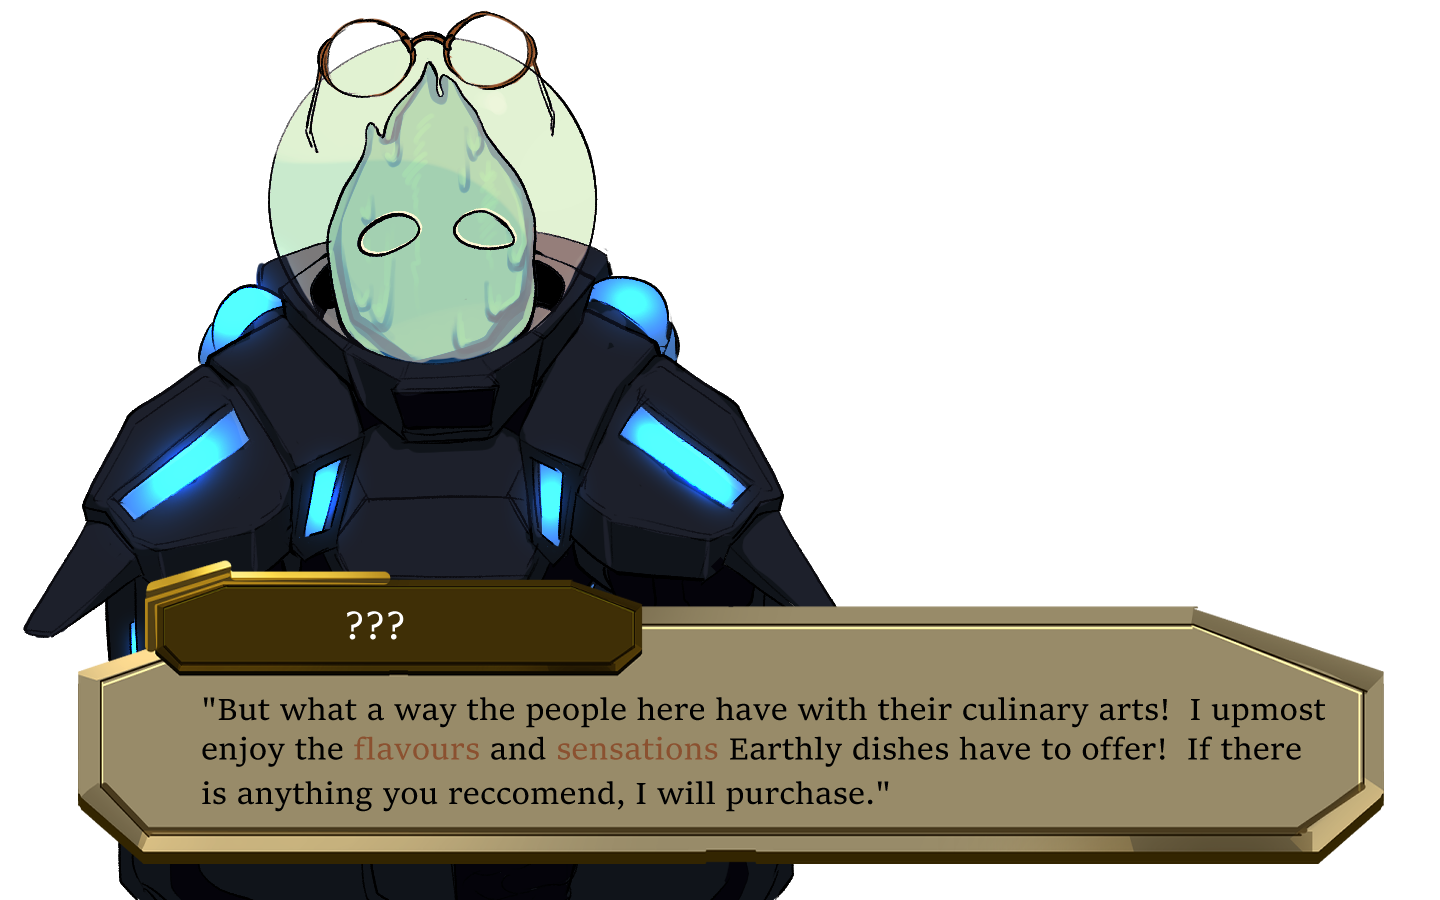 ???
"But what a way the people here have with their culinary arts!  I upmost
enjoy the flavours and sensations Earthly dishes have to offer!  If there
is anything you reccomend, I will purchase."